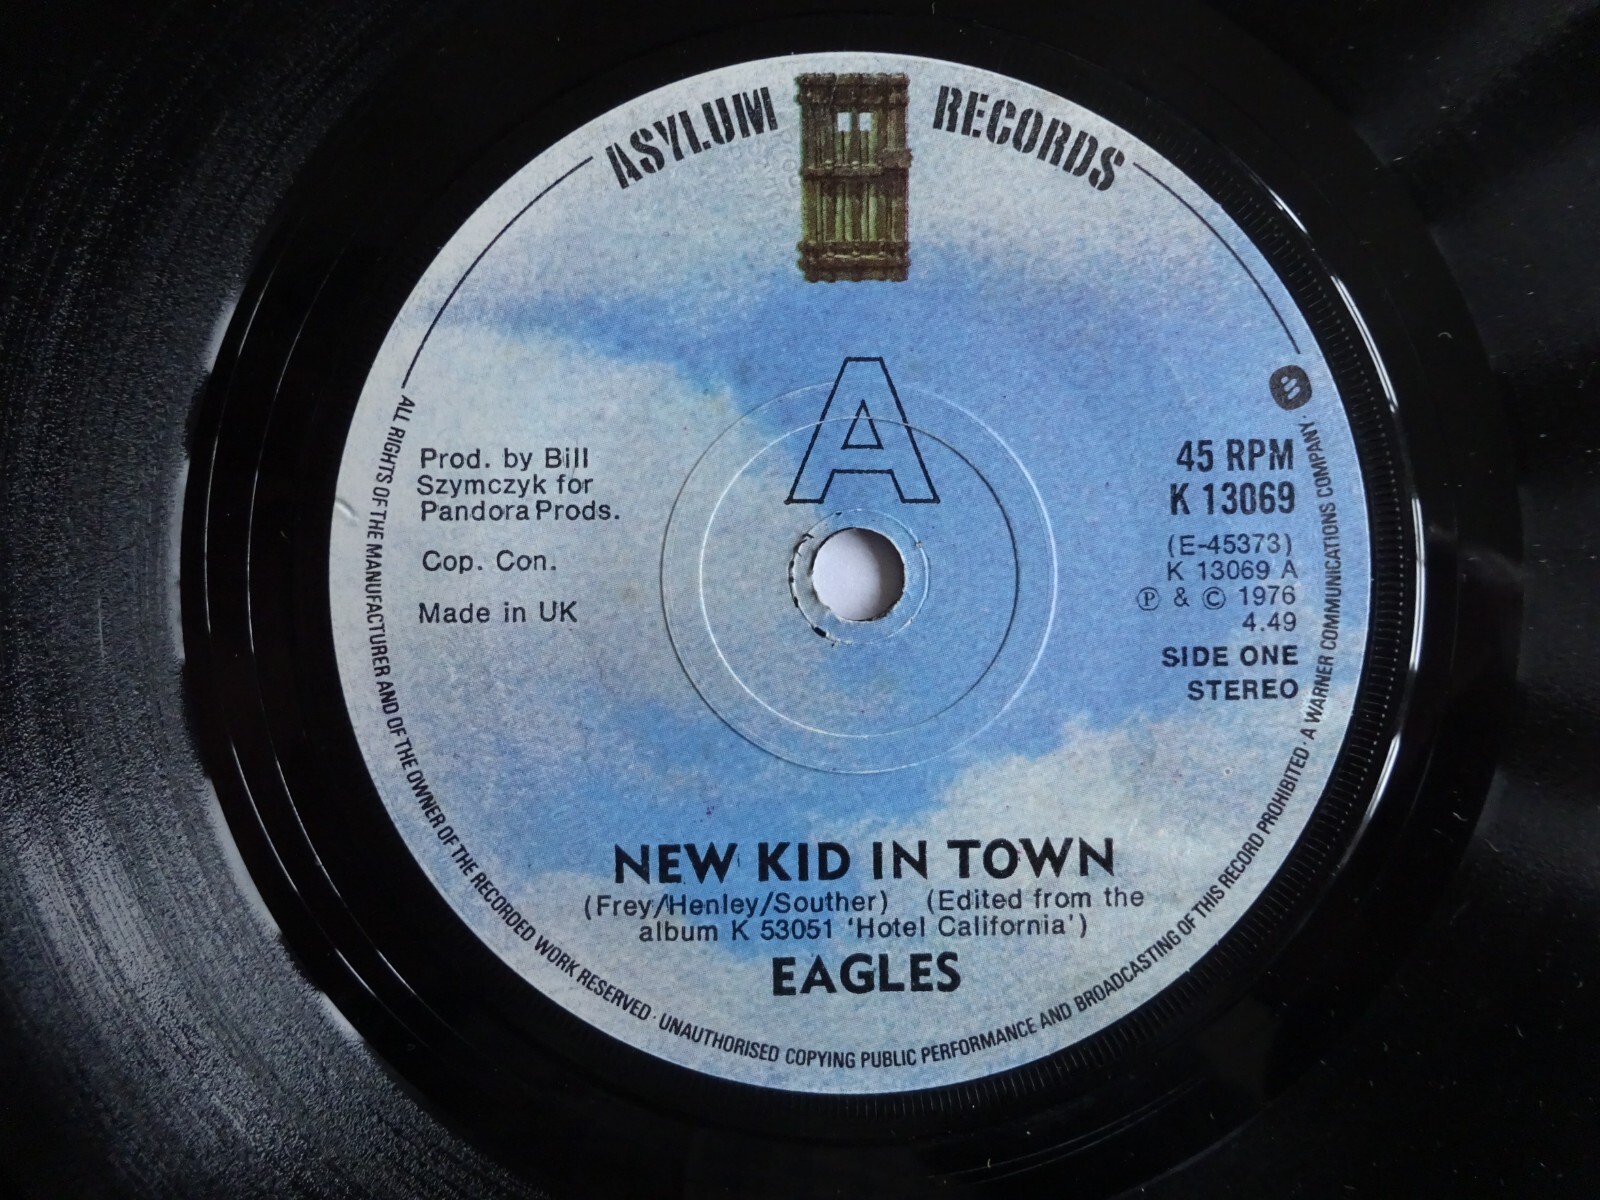 ASYLUM RECORDS
A
Prod. by Bill
Szymczyk for
Pandora Prods.
Cop. Con.
Made in UK
45 RPM
K 13069
(E-45373)
K 13069 A
Ⓟ & © 1976
4.49
SIDE ONE
STEREO
NEW KID IN TOWN
(Frey/Henley/Souther) (Edited from the
album K 53051 'Hotel California')
EAGLES
ALL RIGHTS OF THE MANUFACTURER AND OF THE OWNER OF THE RECORDED WORK RESERVED · UNAUTHORISED COPYING PUBLIC PERFORMANCE AND BROADCASTING OF THIS RECORD PROHIBITED · A WARNER COMMUNICATIONS COMPANY ·